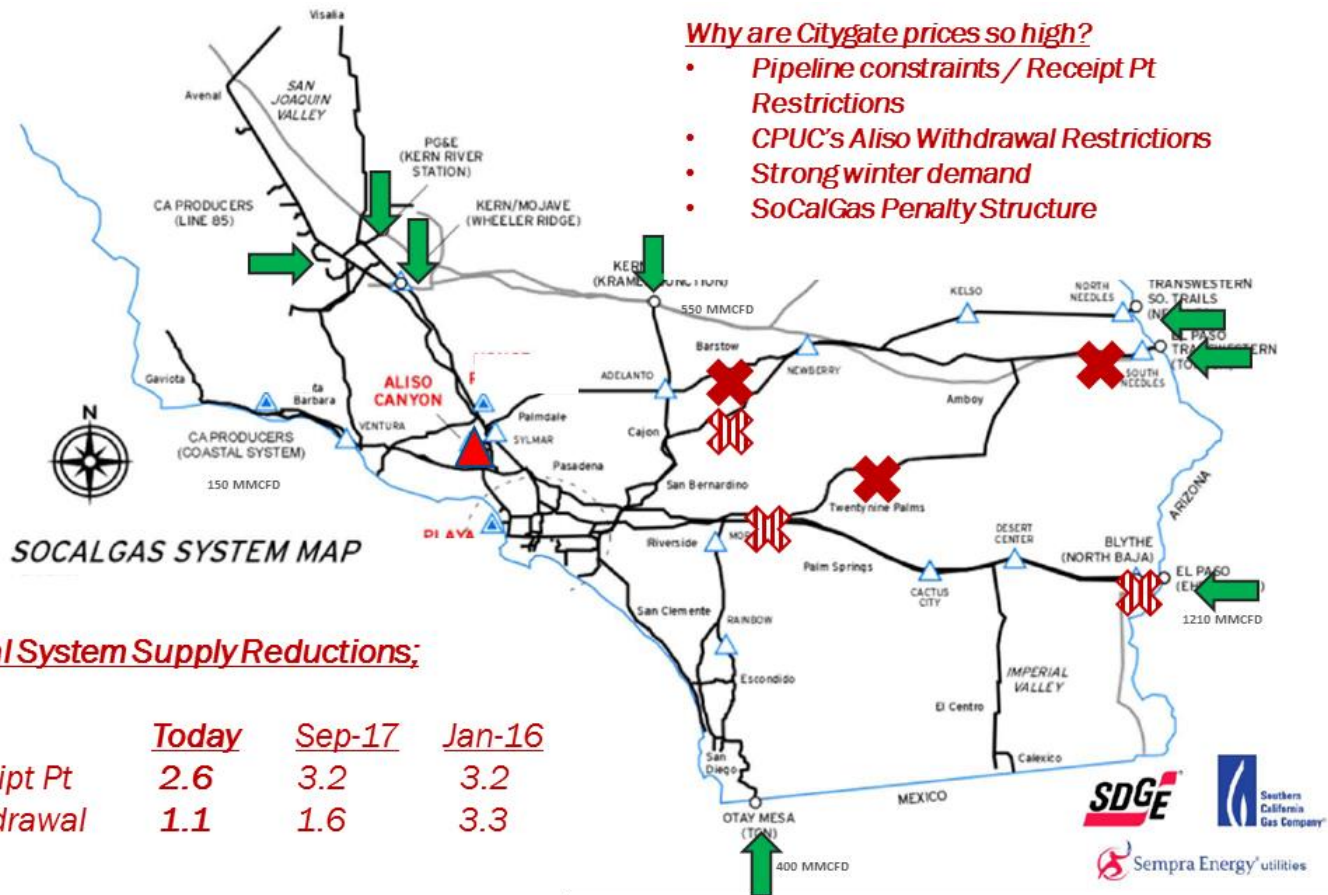 Visalia
Why are Citygate prices so high?
• Pipeline constraints / Receipt Pt
Restrictions
• CPUC's Aliso Withdrawal Restrictions
• Strong winter demand
• SoCalGas Penalty Structure
Avenal
SAN
JOAQUIN
VALLEY
PG&E
(KERN RIVER
STATION)
CA PRODUCERS
(LINE 85)
KERN/MOJAVE
(WHEELER RIDGE)
550 MMCFD
KELSO
NORTH
NEEDLES
TRANSWESTERN
SO. TRAILS
EL PASO
SOUTH
NEEDLES
Barstow
NEWBERRY
ADELANTO
Amboy
Gaviota
Barbara
ALISO
CANYON
Palmdale
SYLMAR
Cajon
VENTURA
N
CA PRODUCERS
(COASTAL SYSTEM)
150 MMCFD
Pasadena
San Bernardino
Twentynine Palms
ARIZONA
PLAYA
SOCALGAS SYSTEM MAP
Riverside
Palm Springs
DESERT
CENTER
BLYTHE
(NORTH BAJA)
EL PASO
CACTUS
CITY
1210 MMCFD
San Clemente
RAINBOW
Escondido
IMPERIAL
VALLEY
El Centro
Calexico
San
Diego
MEXICO
OTAY MESA
400 MMCFD
System Supply Reductions;
Today Sep-17 Jan-16
Pt 2.6 3.2 3.2
1.1 1.6 3.3
SDGE
Southern
California
Gas Company
Sempra Energy utilities